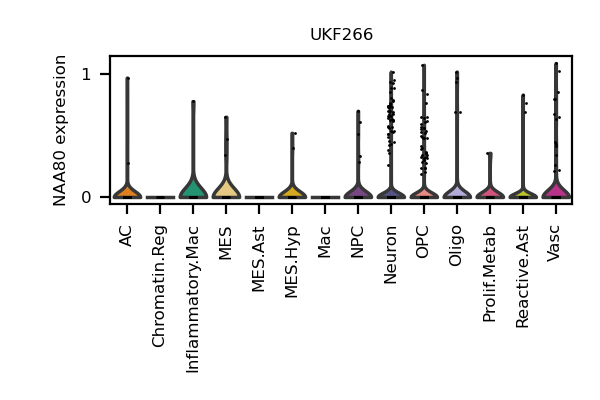 UKF266
NAA80 expression
1
0
AC
Chromatin.Reg
Inflammatory.Mac
MES
MES.Ast
MES.Hyp
Mac
NPC
Neuron
OPC
Oligo
Prolif.Metab
Reactive.Ast
Vasc